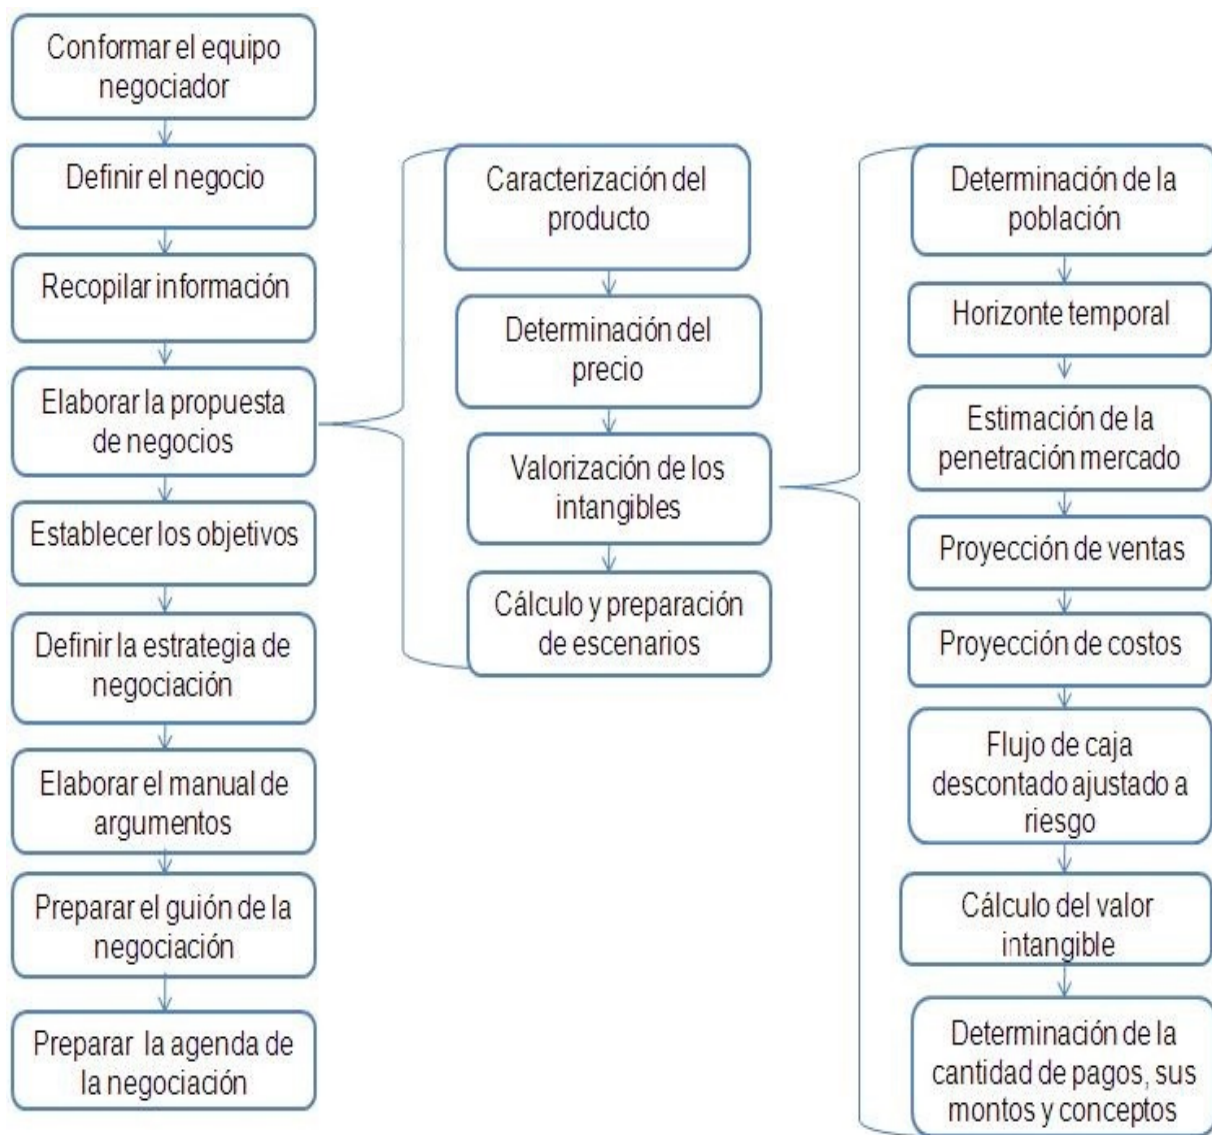 Conformar el equipo
negociador
Definir el negocio
Recopilar información
Elaborar la propuesta
de negocios
Establecer los objetivos
Definir la estrategia de
negociación
Elaborar el manual de
argumentos
Preparar el guión de la
negociación
Preparar la agenda de
la negociación
Caracterización del
producto
Determinación del
precio
Valorización de los
intangibles
Cálculo y preparación
de escenarios
Determinación de la
población
Horizonte temporal
Estimación de la
penetración mercado
Proyección de ventas
Proyección de costos
Flujo de caja
descontado ajustado a
riesgo
Cálculo del valor
intangible
Determinación de la
cantidad de pagos, sus
montos y conceptos